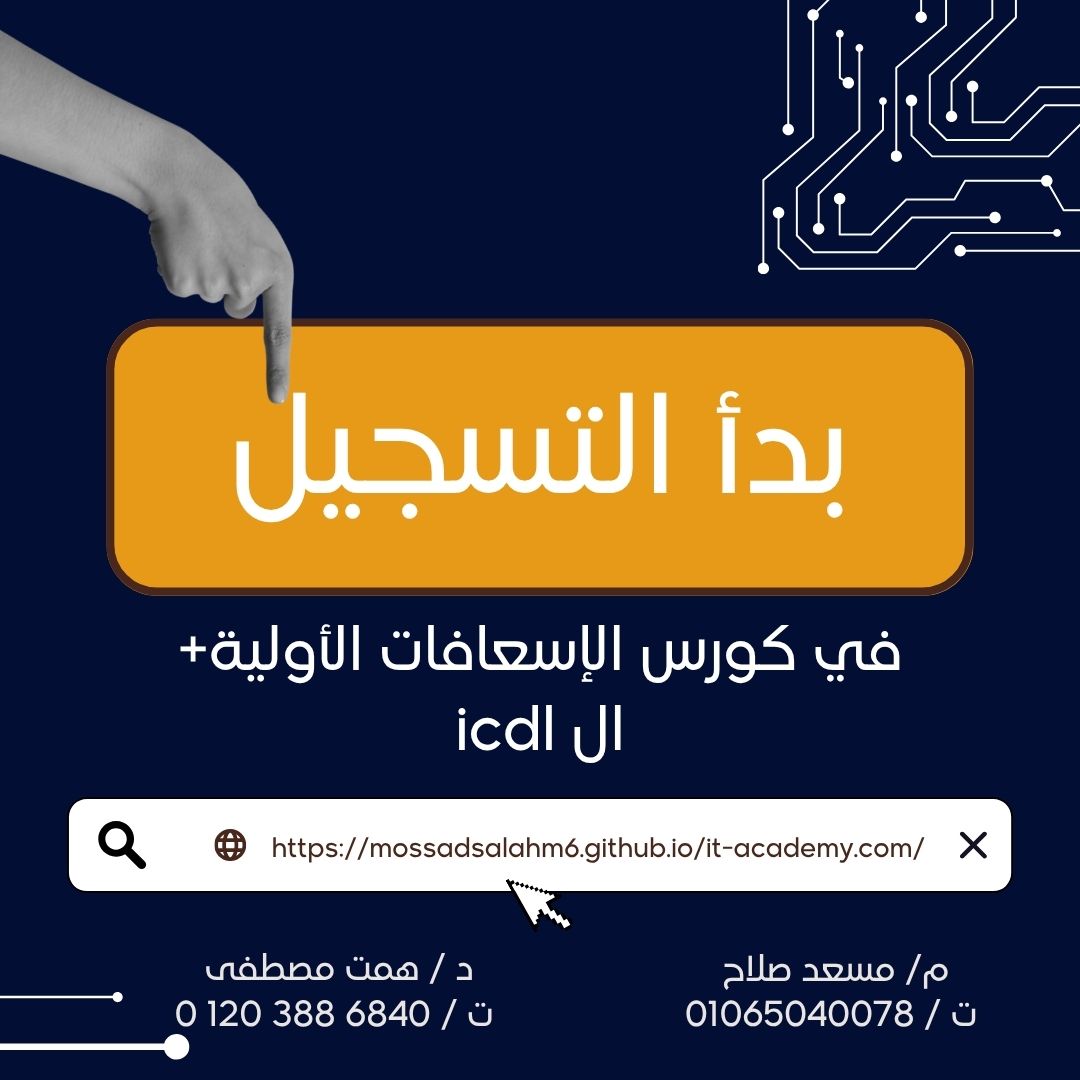 بدأ التسجيل
في كورس الإسعافات الأولية+
ال icdl
https://mossadsalahm6.github.io/it-academy.com/
م/ مسعد صلاح
ت / 01065040078
د / همت مصطفى
ت / 0 120 388 6840